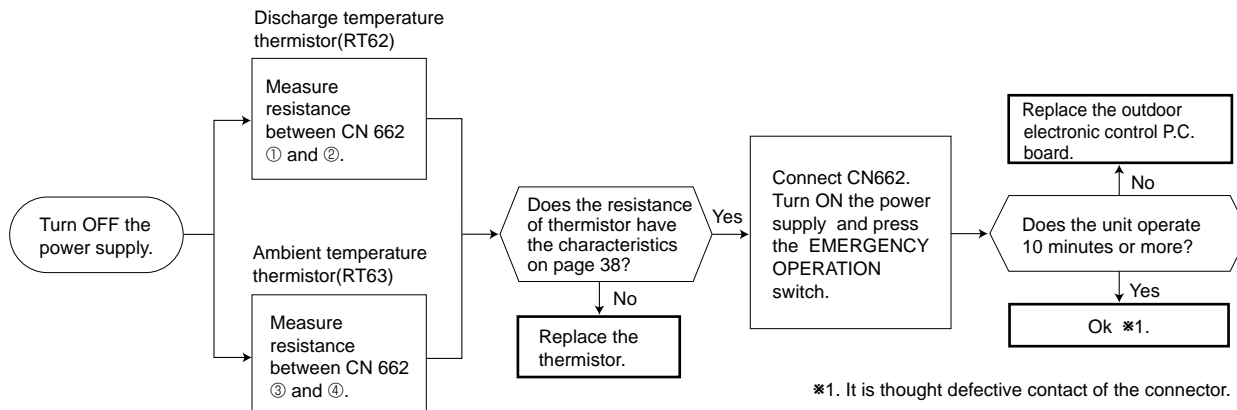 Turn OFF the
power supply.
Discharge temperature
thermistor(RT62)
Measure
resistance
between CN 662
① and ②.
Ambient temperature
thermistor(RT63)
Measure
resistance
between CN 662
③ and ④.
Does the resistance
of thermistor have
the characteristics
on page 38?
Yes
No
Replace the
thermistor.
Connect CN662.
Turn ON the power
supply and press
the EMERGENCY
OPERATION
switch.
Does the unit operate
10 minutes or more?
No
Replace the outdoor
electronic control P.C.
board.
Yes
Ok ※1.
※1. It is thought defective contact of the connector.